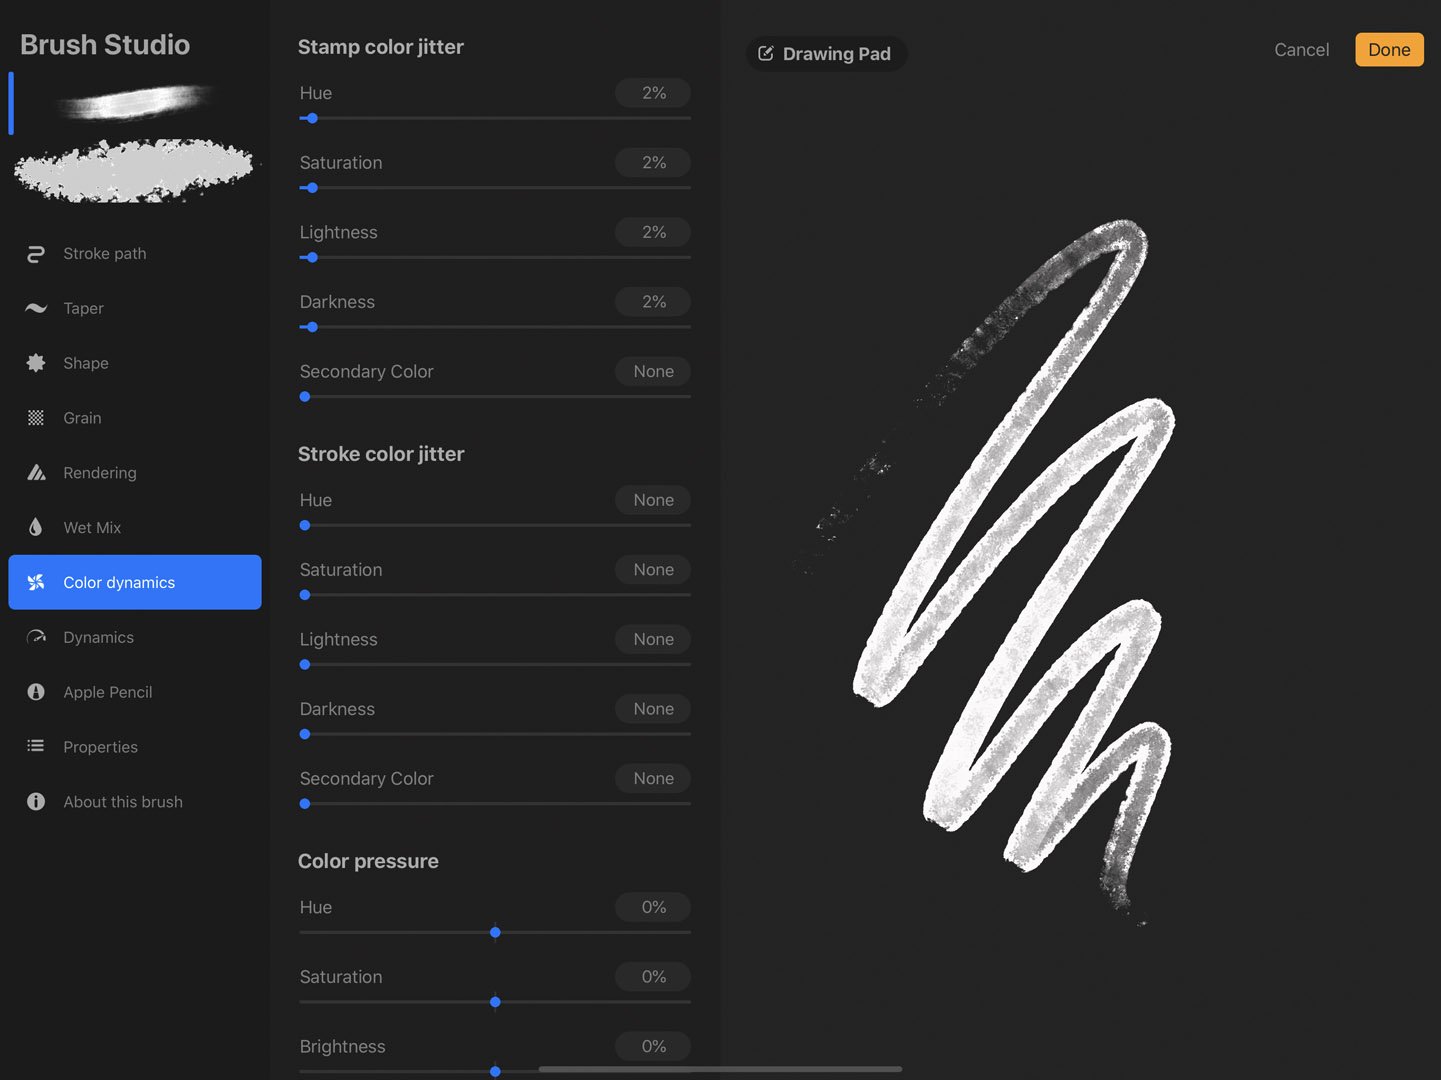 Brush Studio
Stroke path
Taper
Shape
Grain
Rendering
Wet Mix
Color dynamics
Dynamics
Apple Pencil
Properties
About this brush
Stamp color jitter
Hue 2%
Saturation 2%
Lightness 2%
Darkness 2%
Secondary Color None
Stroke color jitter
Hue None
Saturation None
Lightness None
Darkness None
Secondary Color None
Color pressure
Hue 0%
Saturation 0%
Brightness 0%
Drawing Pad
Cancel
Done